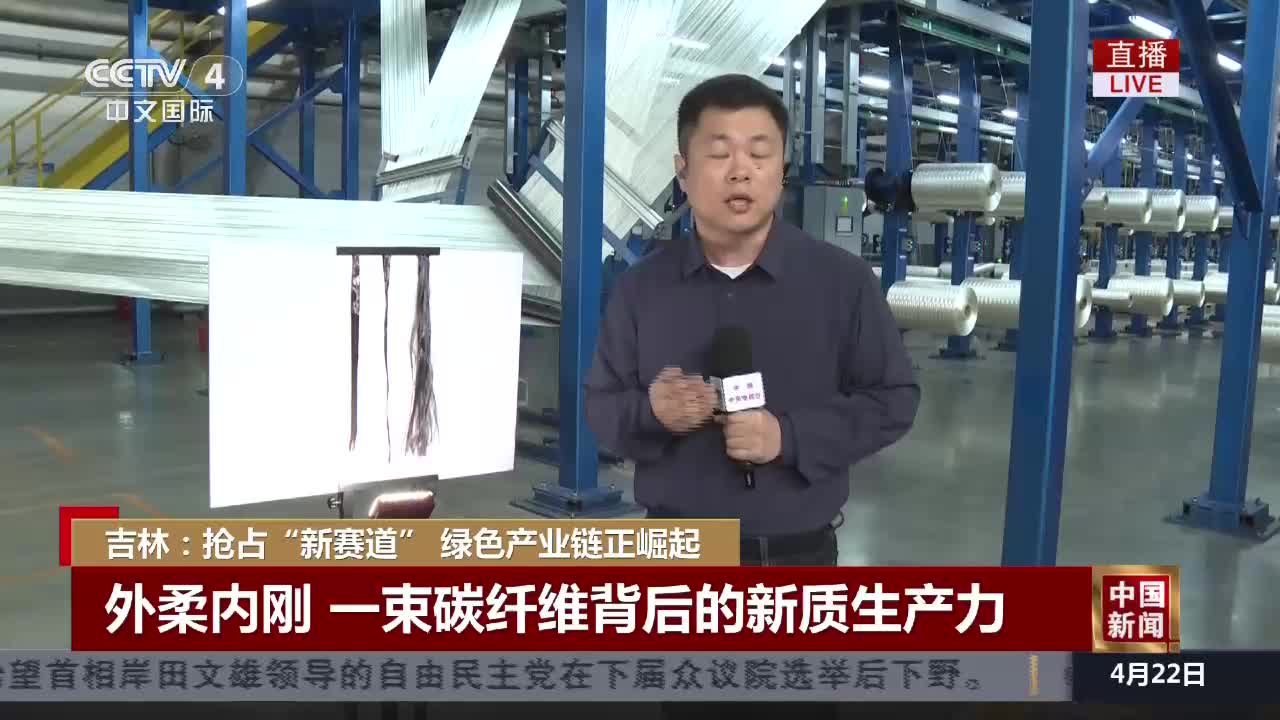 CCTV 4
中文国际
直播
LIVE
吉林：抢占“新赛道” 绿色产业链正崛起
外柔内刚 一束碳纤维背后的新质生产力
中国
新闻
望首相岸田文雄领导的自由民主党在下届众议院选举后下野。
4月22日